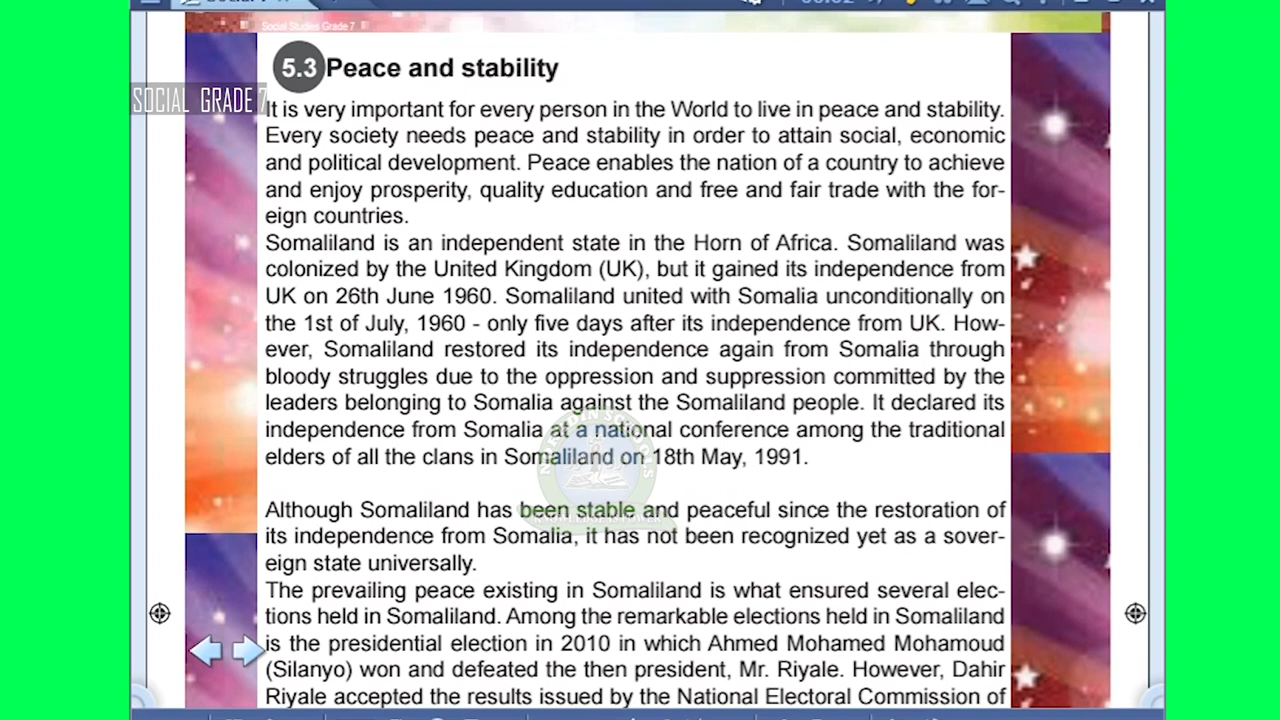 Social Studies Grade 7
5.3 Peace and stability
SOCIAL GRADE 7
It is very important for every person in the World to live in peace and stability.
Every society needs peace and stability in order to attain social, economic
and political development. Peace enables the nation of a country to achieve
and enjoy prosperity, quality education and free and fair trade with the for-
eign countries.
Somaliland is an independent state in the Horn of Africa. Somaliland was
colonized by the United Kingdom (UK), but it gained its independence from
UK on 26th June 1960. Somaliland united with Somalia unconditionally on
the 1st of July, 1960 - only five days after its independence from UK. How-
ever, Somaliland restored its independence again from Somalia through
bloody struggles due to the oppression and suppression committed by the
leaders belonging to Somalia against the Somaliland people. It declared its
independence from Somalia at a national conference among the traditional
elders of all the clans in Somaliland on 18th May, 1991.
Although Somaliland has been stable and peaceful since the restoration of
its independence from Somalia, it has not been recognized yet as a sover-
eign state universally.
The prevailing peace existing in Somaliland is what ensured several elec-
tions held in Somaliland. Among the remarkable elections held in Somaliland
is the presidential election in 2010 in which Ahmed Mohamed Mohamoud
(Silanyo) won and defeated the then president, Mr. Riyale. However, Dahir
Riyale accepted the results issued by the National Electoral Commission of
KNOWLEDGE IS POWER